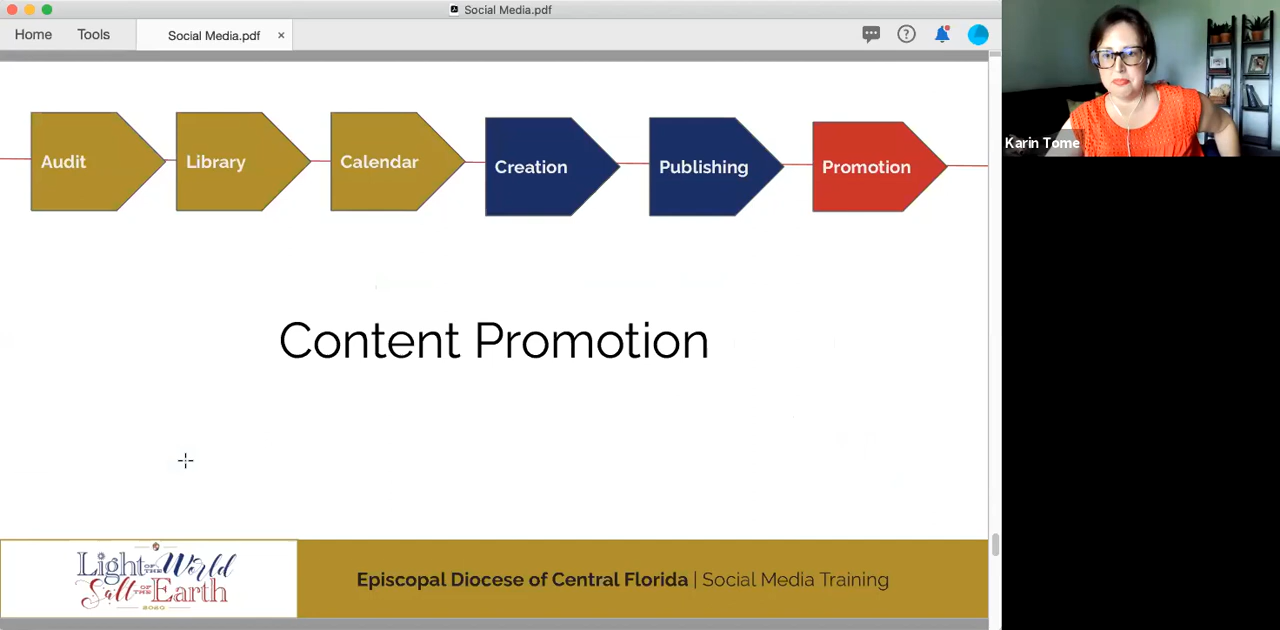 Social Media.pdf
Home Tools Social Media.pdf ×
Karin Tome
Audit Library Calendar Creation Publishing Promotion
Content Promotion
Light OF THE World
Salt OF THE Earth
2020
Episcopal Diocese of Central Florida | Social Media Training